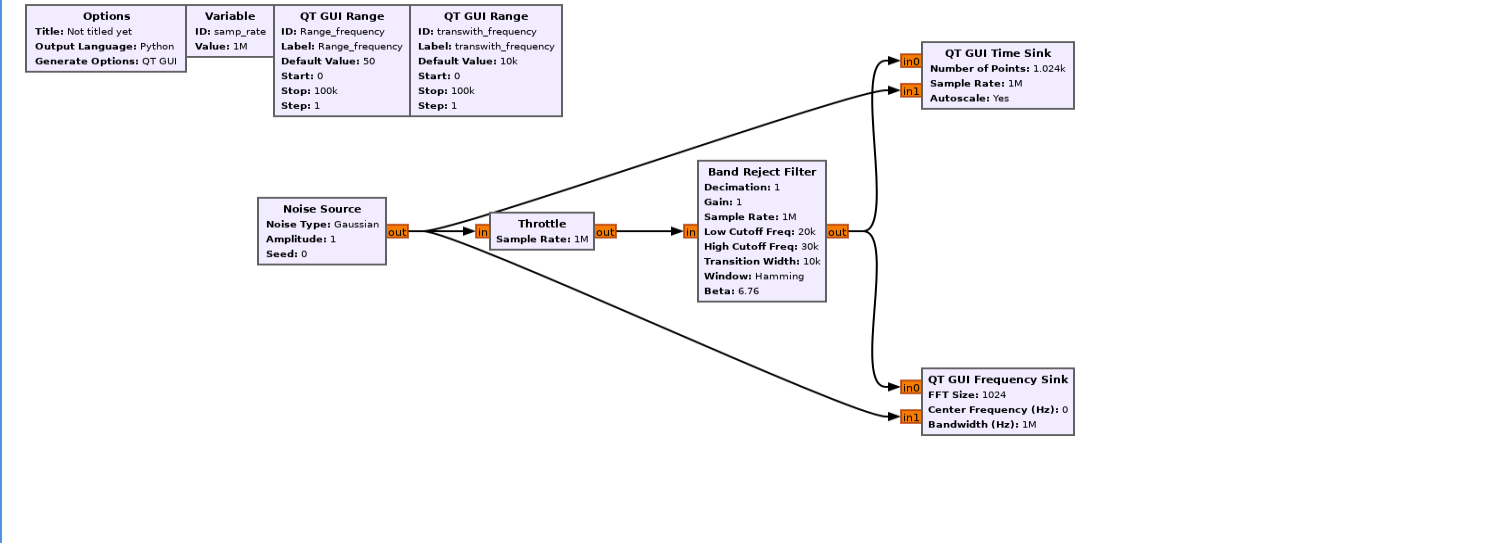 Options
Title: Not titled yet
Output Language: Python
Generate Options: QT GUI
Variable
ID: samp_rate
Value: 1M
QT GUI Range
ID: Range_frequency
Label: Range_frequency
Default Value: 50
Start: 0
Stop: 100k
Step: 1
QT GUI Range
ID: transwith_frequency
Label: transwith_frequency
Default Value: 10k
Start: 0
Stop: 100k
Step: 1
QT GUI Time Sink
Number of Points: 1.024k
Sample Rate: 1M
Autoscale: Yes
in0
in1
Noise Source
Noise Type: Gaussian
Amplitude: 1
Seed: 0
out
in
Throttle
Sample Rate: 1M
out
in
Band Reject Filter
Decimation: 1
Gain: 1
Sample Rate: 1M
Low Cutoff Freq: 20k
High Cutoff Freq: 30k
Transition Width: 10k
Window: Hamming
Beta: 6.76
out
in0
in1
QT GUI Frequency Sink
FFT Size: 1024
Center Frequency (Hz): 0
Bandwidth (Hz): 1M